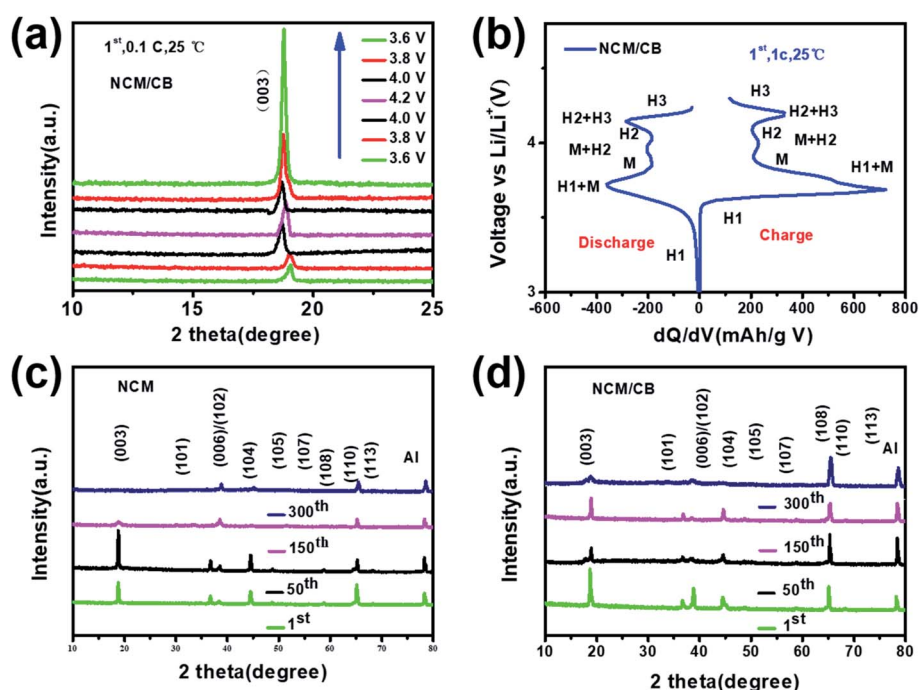 (a)
1st,0.1 C,25 ℃
NCM/CB
(003)
3.6 V
3.8 V
4.0 V
4.2 V
4.0 V
3.8 V
3.6 V
Intensity(a.u.)
10 15 20 25
2 theta(degree)
(b)
NCM/CB
1st,1c,25℃
H3
H2+H3
H2
M+H2
M
H1+M
H1
Discharge
H3
H2+H3
H2
M+H2
M
H1+M
H1
Charge
Voltage vs Li/Li+(V)
4
3
-600 -400 -200 0 200 400 600 800
dQ/dV(mAh/g V)
(c)
NCM
(003)
(101)
(006)/(102)
(104)
(105)
(107)
(108)
(110)
(113)
Al
300th
150th
50th
1st
Intensity(a.u.)
10 20 30 40 50 60 70 80
2 theta(degree)
(d)
NCM/CB
(003)
(101)
(006)/(102)
(104)
(105)
(107)
(108)
(110)
(113)
Al
300th
150th
50th
1st
Intensity(a.u.)
10 20 30 40 50 60 70 80
2 theta(degree)